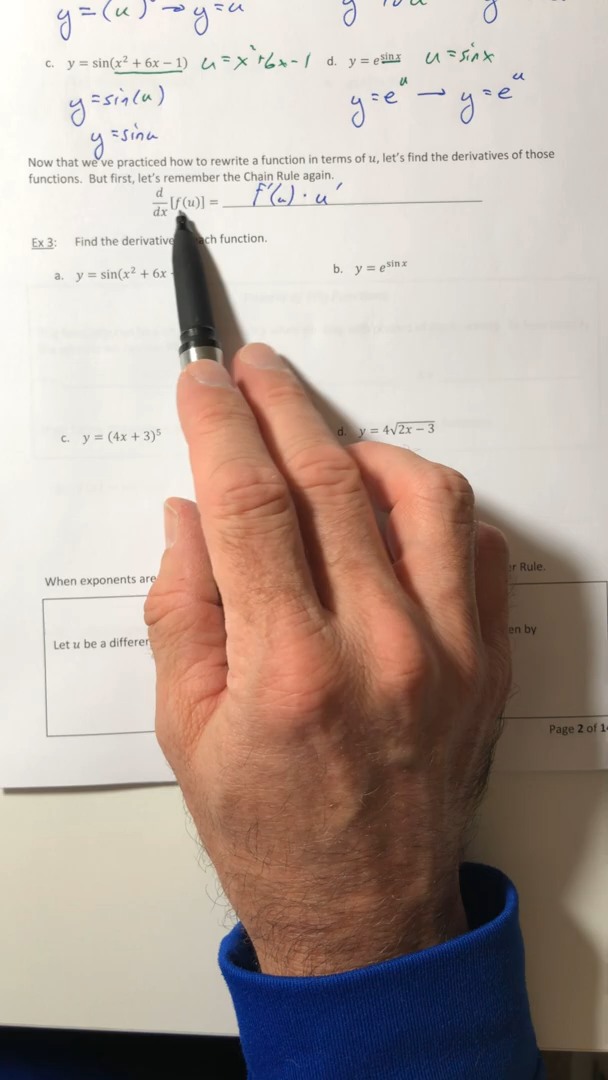 y = (u) → y = u
c. y = sin(x² + 6x − 1) u = x² + 6x − 1 d. y = e^{sin x} u = sin x
y = sin(u) y = e^u → y = e^u
y = sin u
Now that we've practiced how to rewrite a function in terms of u, let's find the derivatives of those
functions. But first, let's remember the Chain Rule again.
d/dx [f(u)] = f'(u) · u'
Ex 3: Find the derivative ch function.
a. y = sin(x² + 6x b. y = e^{sin x}
c. y = (4x + 3)⁵ d. y = 4√(2x − 3)
When exponents are r Rule.
Let u be a differen en by
Page 2 of 1